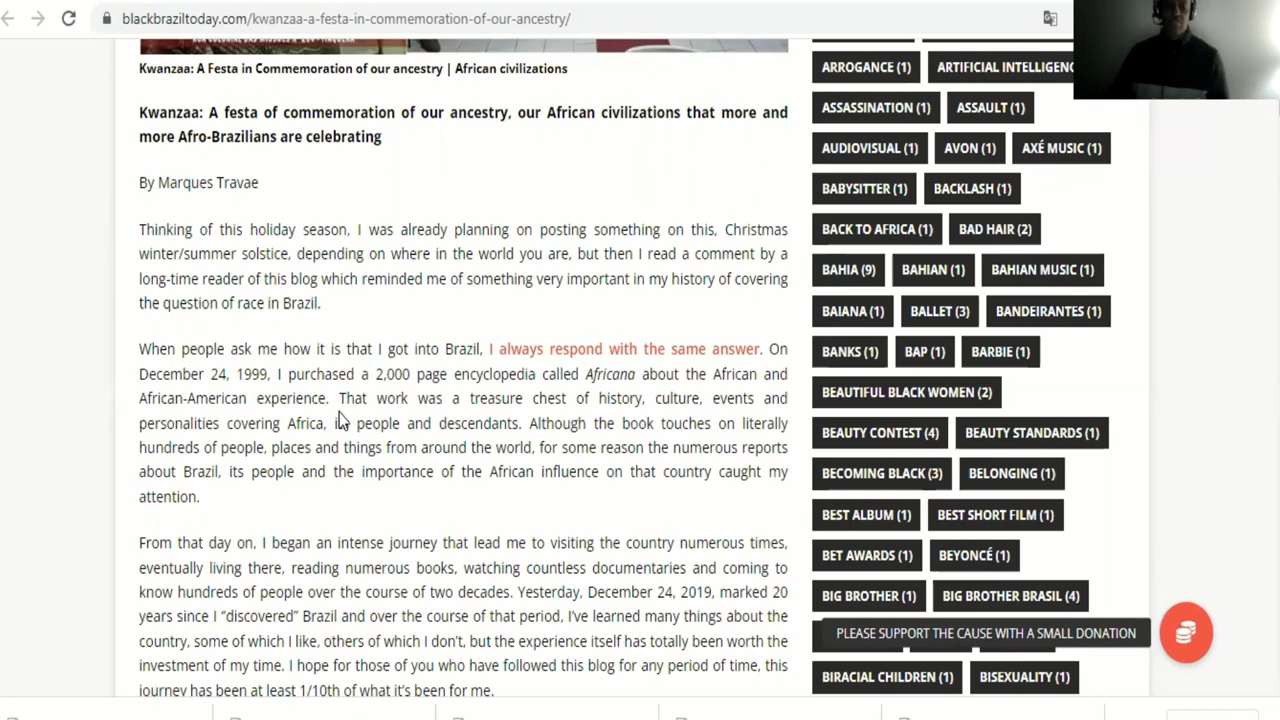 blackbraziltoday.com/kwanzaa-a-festa-in-commemoration-of-our-ancestry/
Kwanzaa: A Festa in Commemoration of our ancestry | African civilizations
Kwanzaa: A festa of commemoration of our ancestry, our African civilizations that more and
more Afro-Brazilians are celebrating
By Marques Travae
Thinking of this holiday season, I was already planning on posting something on this, Christmas
winter/summer solstice, depending on where in the world you are, but then I read a comment by a
long-time reader of this blog which reminded me of something very important in my history of covering
the question of race in Brazil.
When people ask me how it is that I got into Brazil, I always respond with the same answer. On
December 24, 1999, I purchased a 2,000 page encyclopedia called Africana about the African and
African-American experience. That work was a treasure chest of history, culture, events and
personalities covering Africa, people and descendants. Although the book touches on literally
hundreds of people, places and things from around the world, for some reason the numerous reports
about Brazil, its people and the importance of the African influence on that country caught my
attention.
From that day on, I began an intense journey that lead me to visiting the country numerous times,
eventually living there, reading numerous books, watching countless documentaries and coming to
know hundreds of people over the course of two decades. Yesterday, December 24, 2019, marked 20
years since I “discovered” Brazil and over the course of that period, I’ve learned many things about the
country, some of which I like, others of which I don’t, but the experience itself has totally been worth the
investment of my time. I hope for those of you who have followed this blog for any period of time, this
journey has been at least 1/10th of what it’s been for me.
ARROGANCE (1) ARTIFICIAL
ASSASSINATION (1) ASSAULT (1)
AUDIOVISUAL (1) AVON (1) AXÉ MUSIC (1)
BABYSITTER (1) BACKLASH (1)
BACK TO AFRICA (1) BAD HAIR (2)
BAHIA (9) BAHIAN (1) BAHIAN MUSIC (1)
BAIANA (1) BALLET (3) BANDEIRANTES (1)
BANKS (1) BAP (1) BARBIE (1)
BEAUTIFUL BLACK WOMEN (2)
BEAUTY CONTEST (4) BEAUTY STANDARDS (1)
BECOMING BLACK (3) BELONGING (1)
BEST ALBUM (1) BEST SHORT FILM (1)
BET AWARDS (1) BEYONCÉ (1)
BIG BROTHER (1) BIG BROTHER BRASIL (4)
PLEASE SUPPORT THE CAUSE WITH A SMALL DONATION
BIRACIAL CHILDREN (1) BISEXUALITY (1)